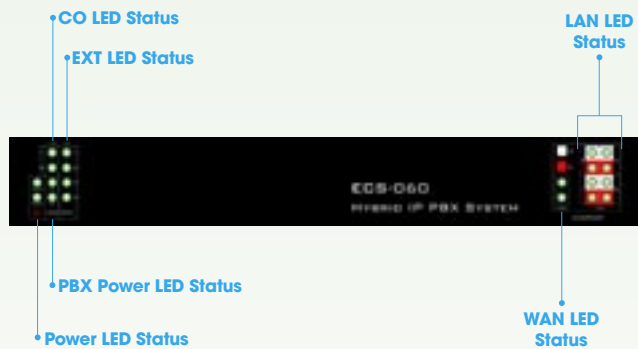 CO LED Status
EXT LED Status
LAN LED
Status
ECS-060
HYBRID IP PBX SYSTEM
PBX Power LED Status
Power LED Status
WAN LED
Status